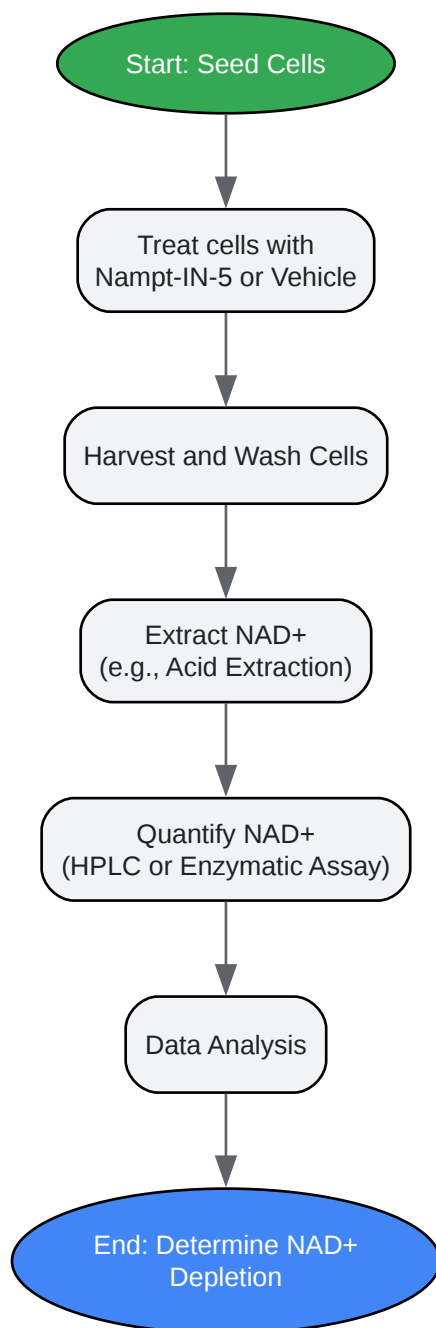 Start: Seed Cells
Treat cells with
Nampt-IN-5 or Vehicle
Harvest and Wash Cells
Extract NAD+
(e.g., Acid Extraction)
Quantify NAD+
(HPLC or Enzymatic Assay)
Data Analysis
End: Determine NAD+
Depletion